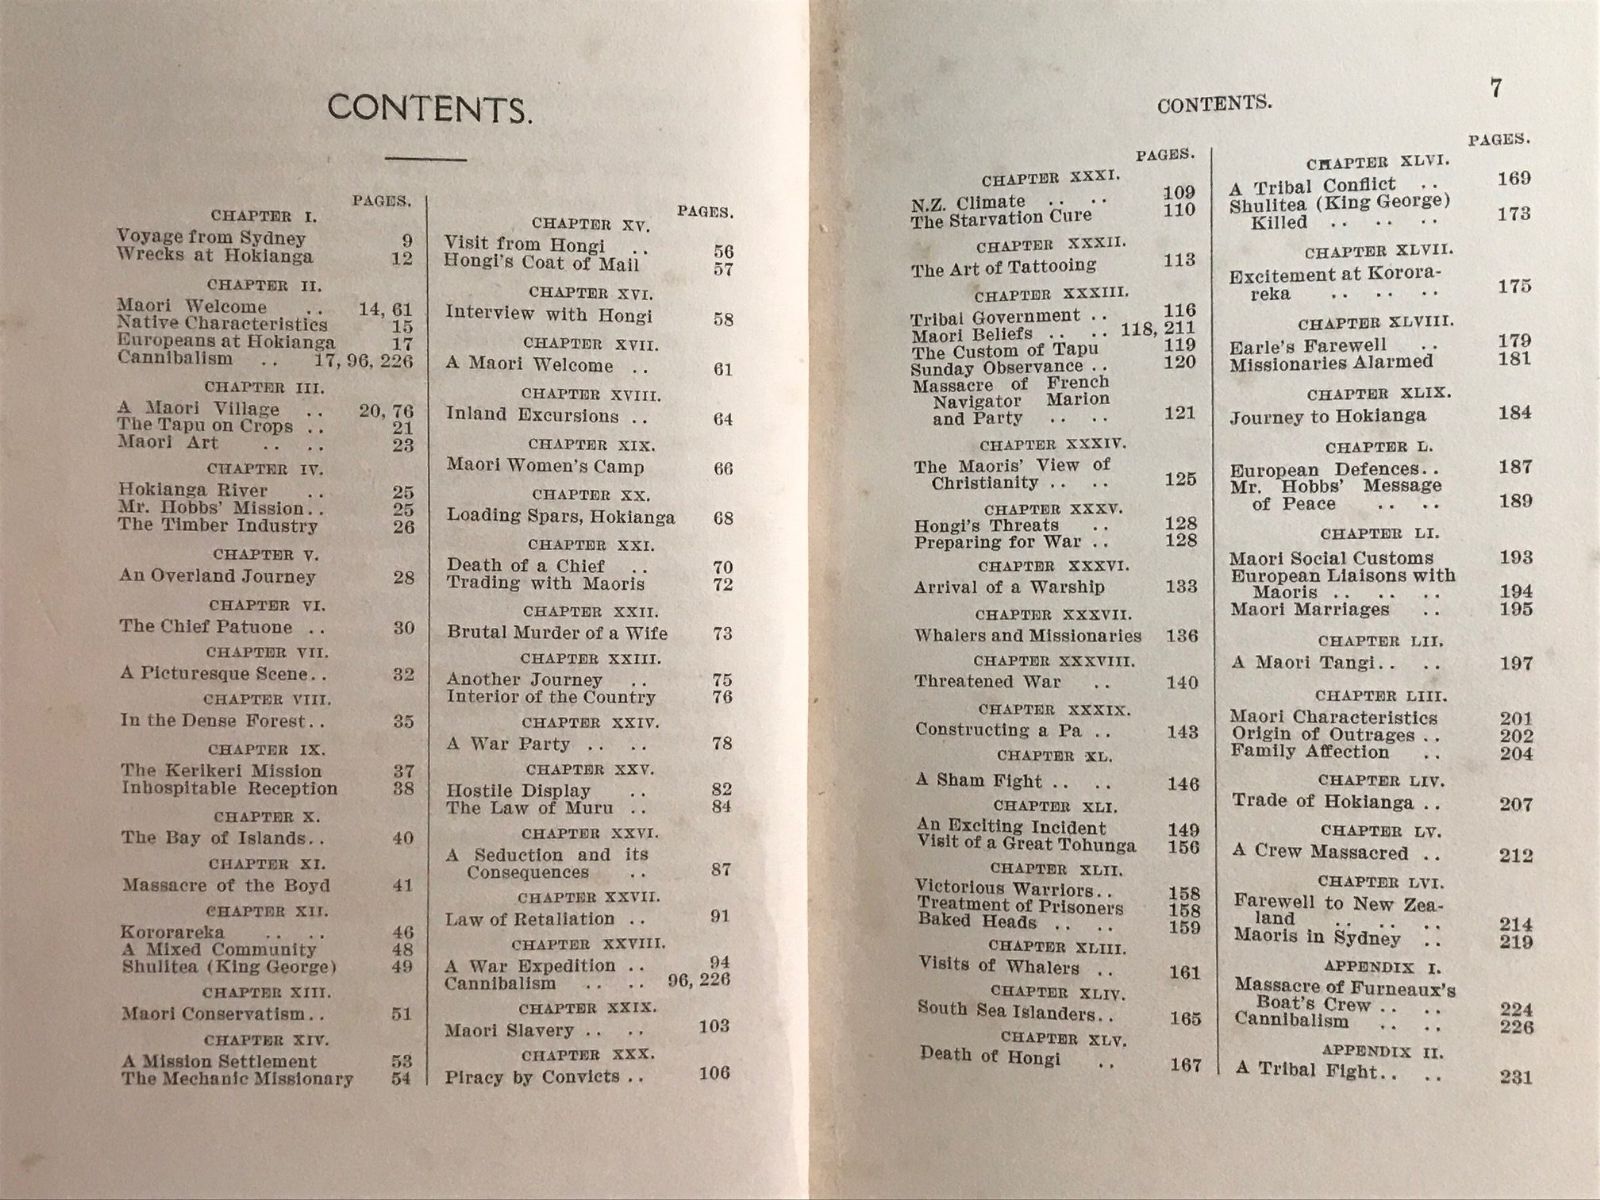 CONTENTS.
PAGES.
CHAPTER I.
Voyage from Sydney 9
Wrecks at Hokianga 12
CHAPTER II.
Maori Welcome .. 14, 61
Native Characteristics 15
Europeans at Hokianga 17
Cannibalism .. 17, 96, 226
CHAPTER III.
A Maori Village .. 20, 76
The Tapu on Crops .. 21
Maori Art .. .. 23
CHAPTER IV.
Hokianga River .. 25
Mr. Hobbs' Mission.. 25
The Timber Industry 26
CHAPTER V.
An Overland Journey 28
CHAPTER VI.
The Chief Patuone .. 30
CHAPTER VII.
A Picturesque Scene.. 32
CHAPTER VIII.
In the Dense Forest.. 35
CHAPTER IX.
The Kerikeri Mission 37
Inhospitable Reception 38
CHAPTER X.
The Bay of Islands.. 40
CHAPTER XI.
Massacre of the Boyd 41
CHAPTER XII.
Kororareka .. .. 46
A Mixed Community 48
Shulitea (King George) 49
CHAPTER XIII.
Maori Conservatism.. 51
CHAPTER XIV.
A Mission Settlement 53
The Mechanic Missionary 54
PAGES.
CHAPTER XV.
Visit from Hongi .. 56
Hongi's Coat of Mail 57
CHAPTER XVI.
Interview with Hongi 58
CHAPTER XVII.
A Maori Welcome .. 61
CHAPTER XVIII.
Inland Excursions .. 64
CHAPTER XIX.
Maori Women's Camp 66
CHAPTER XX.
Loading Spars, Hokianga 68
CHAPTER XXI.
Death of a Chief .. 70
Trading with Maoris 72
CHAPTER XXII.
Brutal Murder of a Wife 73
CHAPTER XXIII.
Another Journey .. 75
Interior of the Country 76
CHAPTER XXIV.
A War Party .. .. 78
CHAPTER XXV.
Hostile Display .. 82
The Law of Muru .. 84
CHAPTER XXVI.
A Seduction and its
Consequences .. 87
CHAPTER XXVII.
Law of Retaliation .. 91
CHAPTER XXVIII.
A War Expedition .. 94
Cannibalism .. .. 96, 226
CHAPTER XXIX.
Maori Slavery .. .. 103
CHAPTER XXX.
Piracy by Convicts .. 106
CONTENTS. 7
PAGES.
CHAPTER XXXI.
N.Z. Climate .. .. 109
The Starvation Cure 110
CHAPTER XXXII.
The Art of Tattooing 113
CHAPTER XXXIII.
Tribal Government .. 116
Maori Beliefs .. .. 118, 211
The Custom of Tapu 119
Sunday Observance .. 120
Massacre of French
Navigator Marion
and Party .. .. 121
CHAPTER XXXIV.
The Maoris' View of
Christianity .. .. 125
CHAPTER XXXV.
Hongi's Threats .. 128
Preparing for War .. 128
CHAPTER XXXVI.
Arrival of a Warship 133
CHAPTER XXXVII.
Whalers and Missionaries 136
CHAPTER XXXVIII.
Threatened War .. 140
CHAPTER XXXIX.
Constructing a Pa .. 143
CHAPTER XL.
A Sham Fight .. .. 146
CHAPTER XLI.
An Exciting Incident 149
Visit of a Great Tohunga 156
CHAPTER XLII.
Victorious Warriors.. 158
Treatment of Prisoners 158
Baked Heads .. .. 159
CHAPTER XLIII.
Visits of Whalers .. 161
CHAPTER XLIV.
South Sea Islanders.. 165
CHAPTER XLV.
Death of Hongi .. 167
PAGES.
CHAPTER XLVI.
A Tribal Conflict .. 169
Shulitea (King George)
Killed .. .. .. 173
CHAPTER XLVII.
Excitement at Korora-
reka .. .. .. 175
CHAPTER XLVIII.
Earle's Farewell .. 179
Missionaries Alarmed 181
CHAPTER XLIX.
Journey to Hokianga 184
CHAPTER L.
European Defences.. 187
Mr. Hobbs' Message
of Peace .. .. 189
CHAPTER LI.
Maori Social Customs 193
European Liaisons with
Maoris .. .. .. 194
Maori Marriages .. 195
CHAPTER LII.
A Maori Tangi.. .. 197
CHAPTER LIII.
Maori Characteristics 201
Origin of Outrages .. 202
Family Affection .. 204
CHAPTER LIV.
Trade of Hokianga .. 207
CHAPTER LV.
A Crew Massacred .. 212
CHAPTER LVI.
Farewell to New Zea-
land .. .. .. 214
Maoris in Sydney .. 219
APPENDIX I.
Massacre of Furneaux's
Boat's Crew .. .. 224
Cannibalism .. .. 226
APPENDIX II.
A Tribal Fight.. .. 231